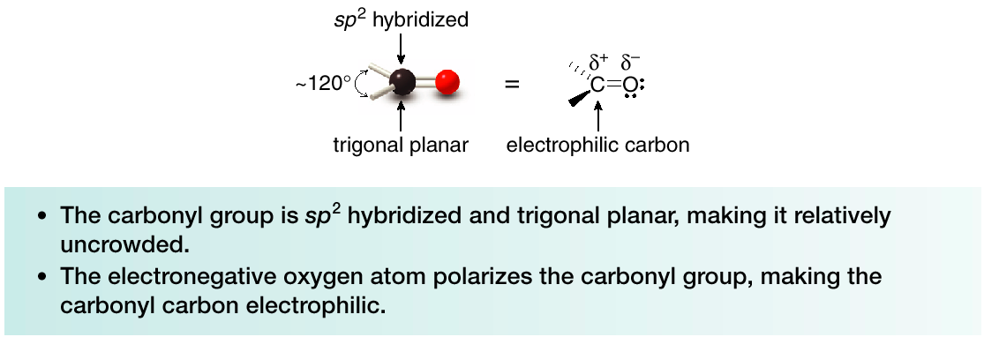 sp² hybridized
~120°
=
δ⁺ δ⁻
C=O:
trigonal planar
electrophilic carbon
• The carbonyl group is sp² hybridized and trigonal planar, making it relatively
uncrowded.
• The electronegative oxygen atom polarizes the carbonyl group, making the
carbonyl carbon electrophilic.